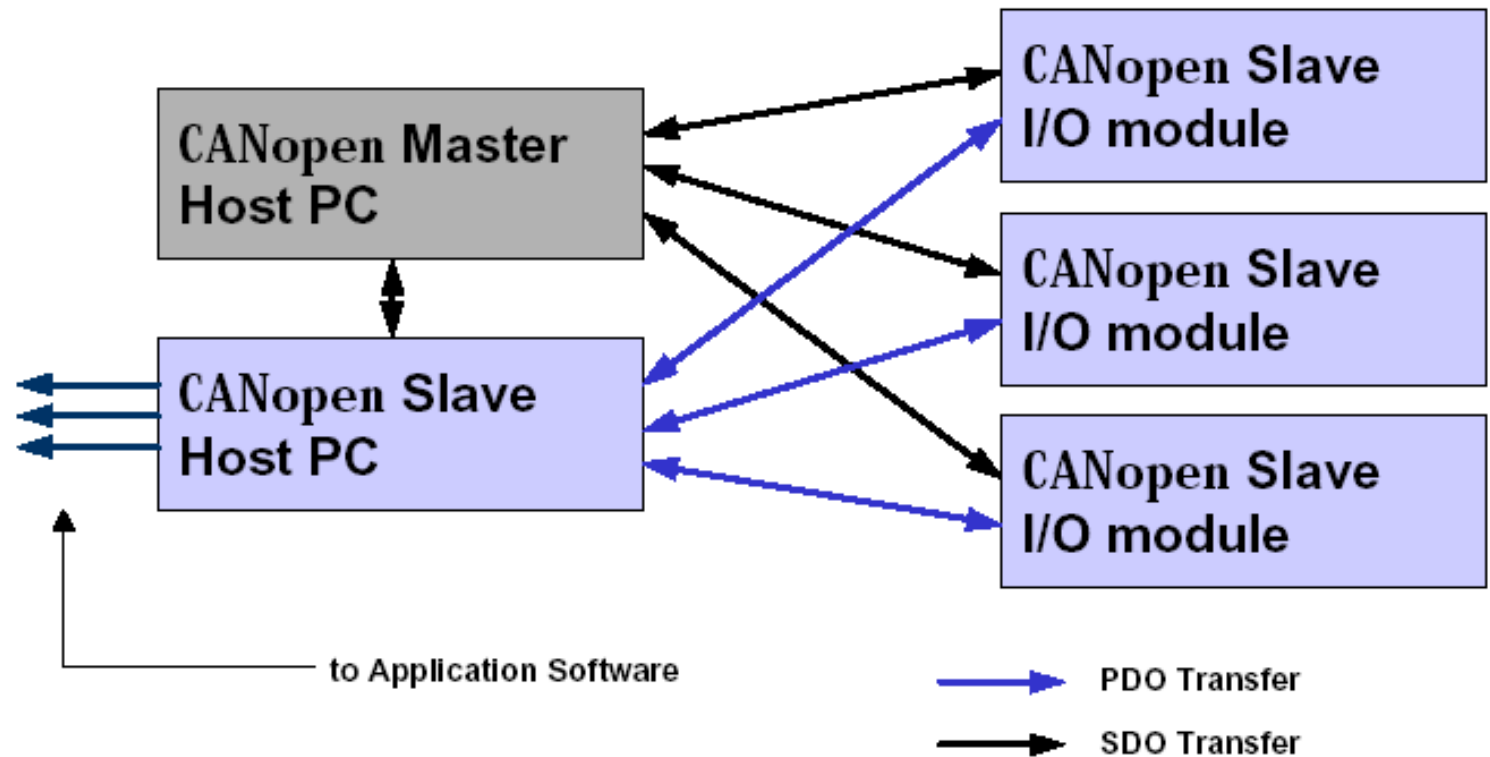 CANopen Master
Host PC
CANopen Slave
Host PC
CANopen Slave
I/O module
CANopen Slave
I/O module
CANopen Slave
I/O module
to Application Software
PDO Transfer
SDO Transfer